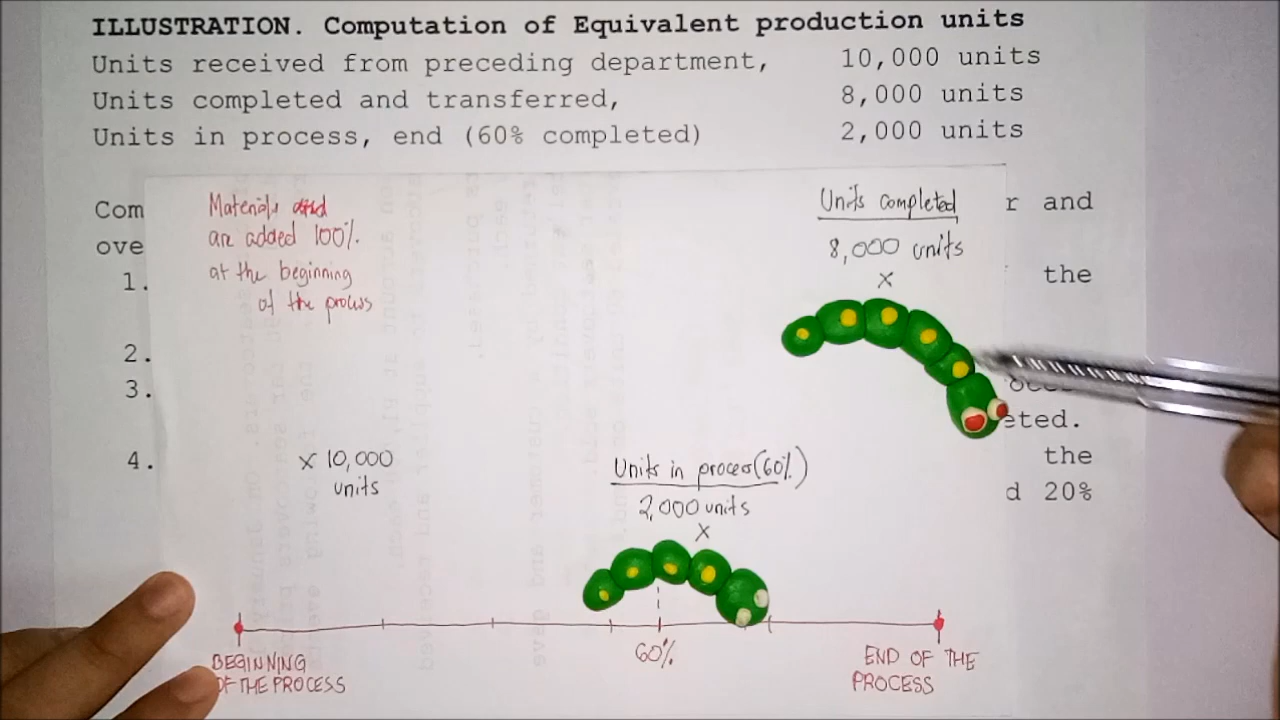 ILLUSTRATION. Computation of Equivalent production units
Units received from preceding department, 10,000 units
Units completed and transferred, 8,000 units
Units in process, end (60% completed) 2,000 units
Com r and
ove
1. the
2.
3.
eted.
4. the
d 20%
Materials and
are added 100%
at the beginning
of the process
Units completed
8,000 units
x
x 10,000
units
Units in process (60%)
2,000 units
x
60%
BEGINNING
OF THE PROCESS
END OF THE
PROCESS